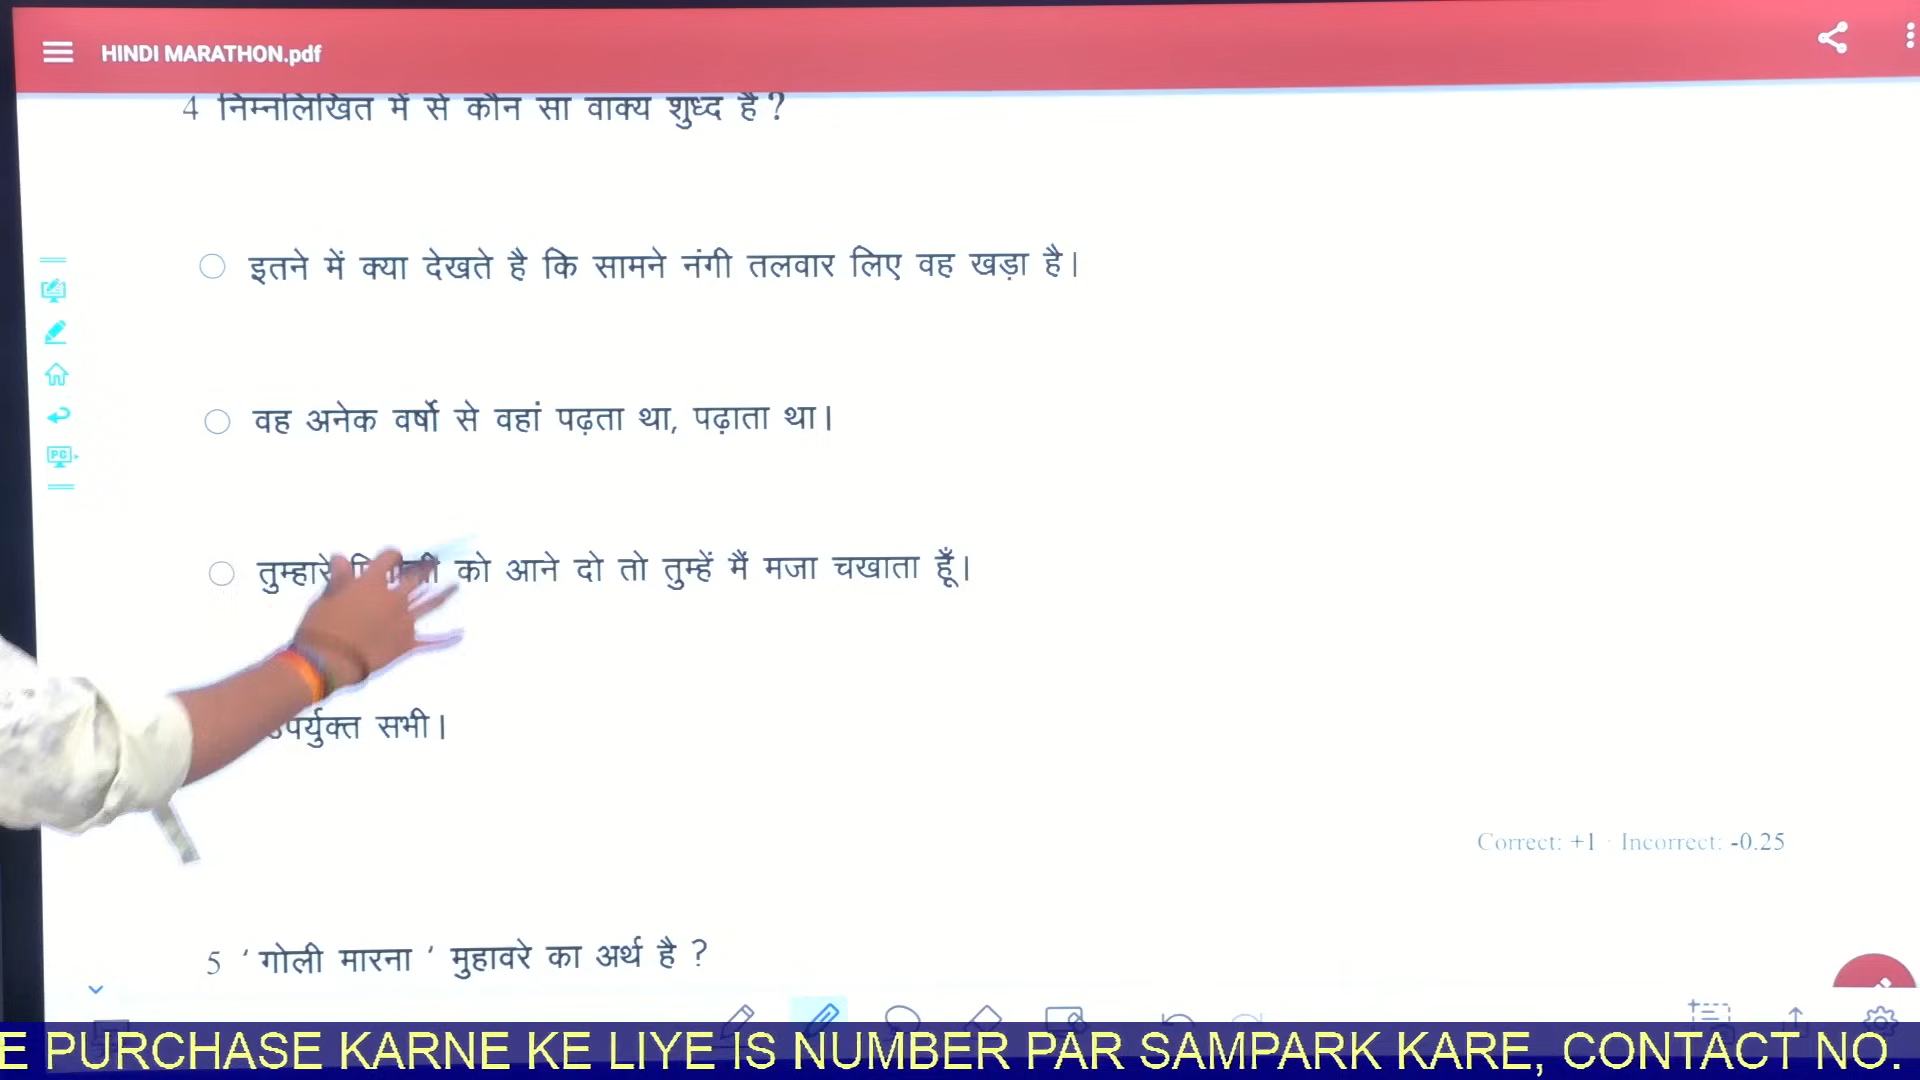 HINDI MARATHON.pdf
4 निम्नलिखित में से कौन सा वाक्य शुध्द है ?
इतने में क्या देखते है कि सामने नंगी तलवार लिए वह खड़ा है।
वह अनेक वर्षो से वहां पढ़ता था, पढ़ाता था।
तुम्हारे को आने दो तो तुम्हें मैं मजा चखाता हूँ।
उपर्युक्त सभी।
Correct: +1 · Incorrect: -0.25
5 ‘ गोली मारना ‘ मुहावरे का अर्थ है ?
PC
E PURCHASE KARNE KE LIYE IS NUMBER PAR SAMPARK KARE, CONTACT NO.